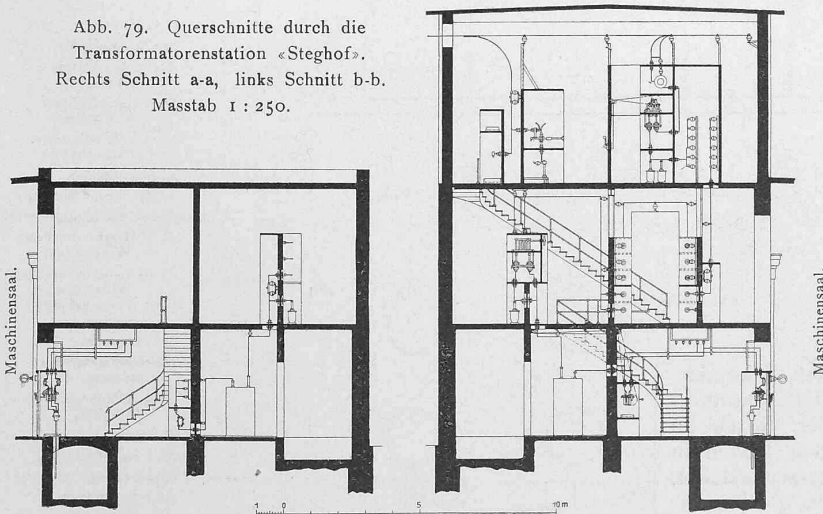 Abb. 79. Querschnitte durch die
Transformatorenstation «Steghof».
Rechts Schnitt a-a, links Schnitt b-b.
Masstab 1 : 250.
Maschinensaal.
Maschinensaal.
1 0 5 10 m